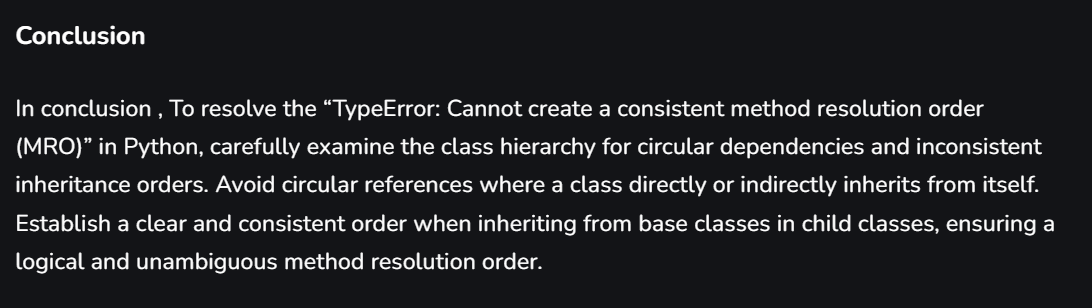 Conclusion
In conclusion , To resolve the “TypeError: Cannot create a consistent method resolution order
(MRO)” in Python, carefully examine the class hierarchy for circular dependencies and inconsistent
inheritance orders. Avoid circular references where a class directly or indirectly inherits from itself.
Establish a clear and consistent order when inheriting from base classes in child classes, ensuring a
logical and unambiguous method resolution order.